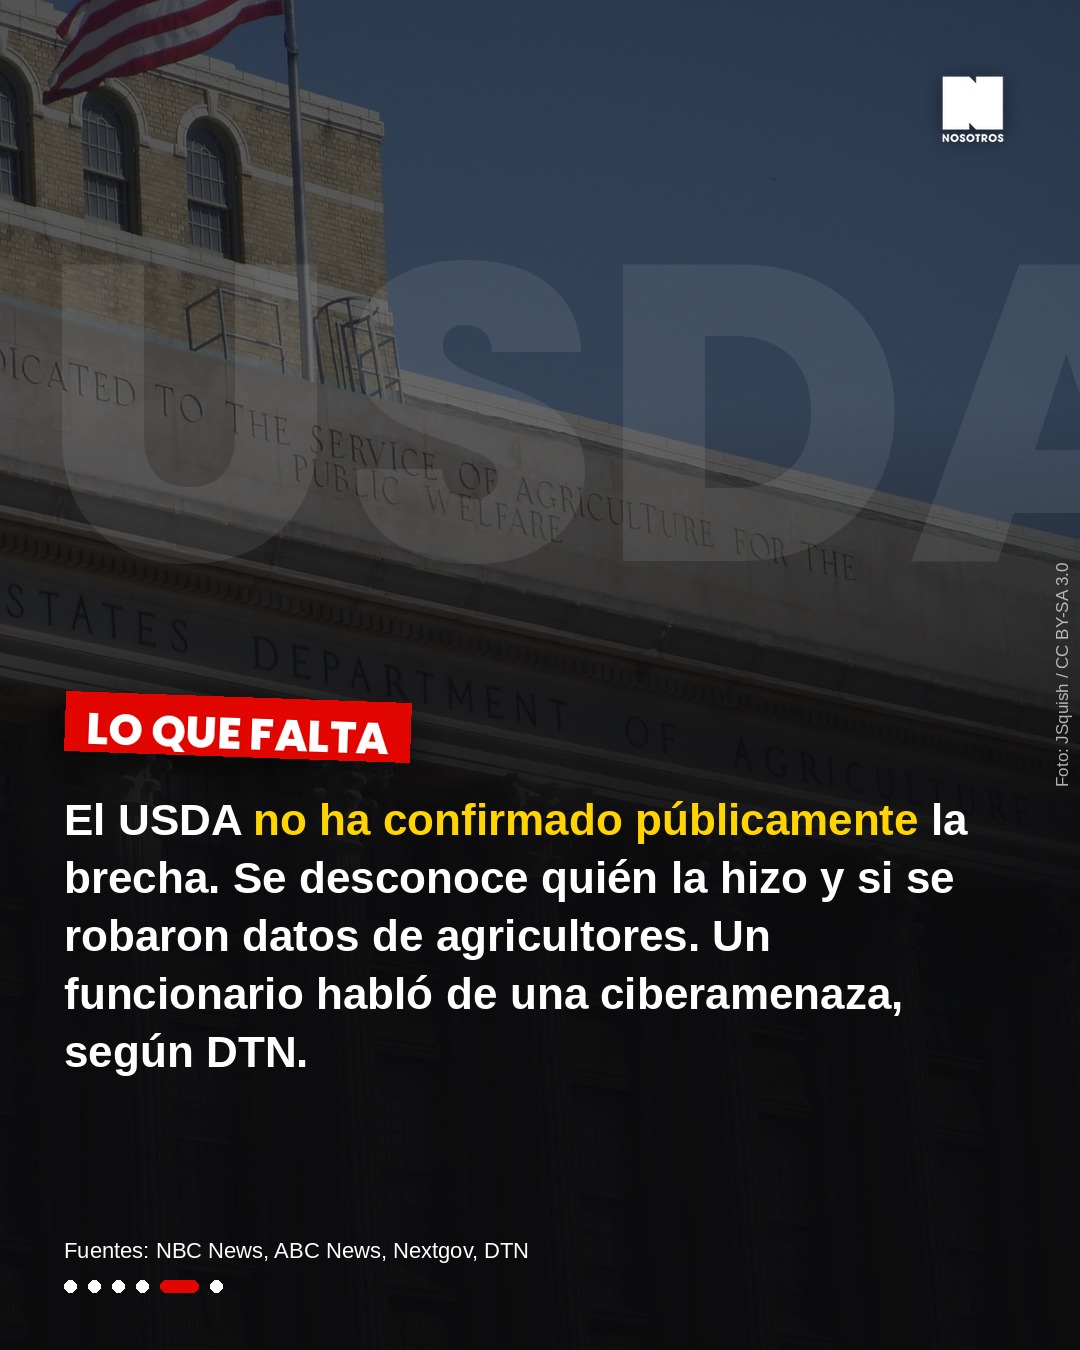 NOSOTROS
USDA
DICATED TO THE SERVICE OF AGRICULTURE FOR THE
PUBLIC WELFARE
STATES DEPARTMENT OF AGRICULTURE
LO QUE FALTA
El USDA no ha confirmado públicamente la
brecha. Se desconoce quién la hizo y si se
robaron datos de agricultores. Un
funcionario habló de una ciberamenaza,
según DTN.
Foto: JSquish / CC BY-SA 3.0
Fuentes: NBC News, ABC News, Nextgov, DTN